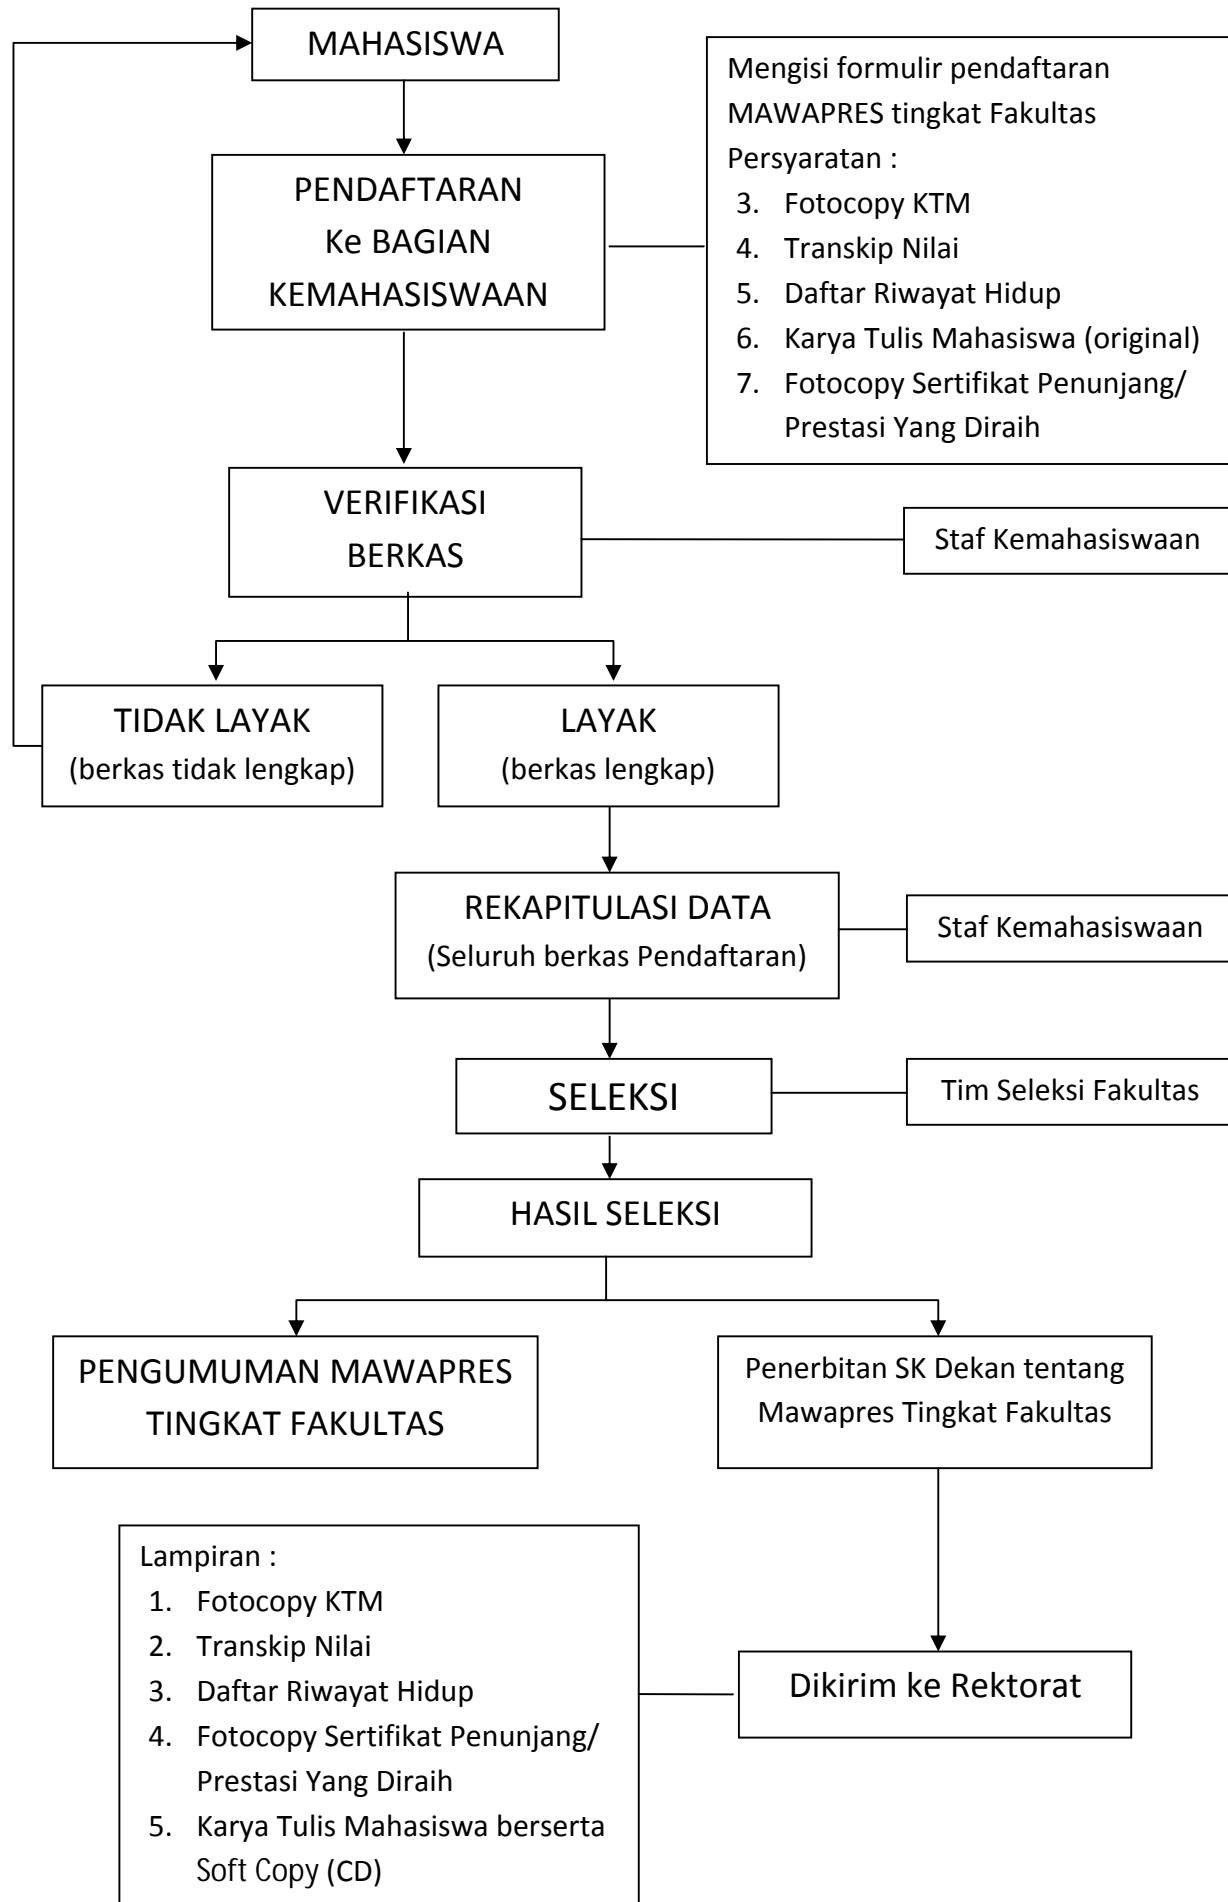 MAHASISWA
Mengisi formulir pendaftaran
MAWAPRES tingkat Fakultas
Persyaratan :
3. Fotocopy KTM
4. Transkip Nilai
5. Daftar Riwayat Hidup
6. Karya Tulis Mahasiswa (original)
7. Fotocopy Sertifikat Penunjang/
Prestasi Yang Diraih
PENDAFTARAN
Ke BAGIAN
KEMAHASISWAAN
VERIFIKASI
BERKAS
Staf Kemahasiswaan
TIDAK LAYAK
(berkas tidak lengkap)
LAYAK
(berkas lengkap)
REKAPITULASI DATA
(Seluruh berkas Pendaftaran)
Staf Kemahasiswaan
SELEKSI
Tim Seleksi Fakultas
HASIL SELEKSI
PENGUMUMAN MAWAPRES
TINGKAT FAKULTAS
Penerbitan SK Dekan tentang
Mawapres Tingkat Fakultas
Lampiran :
1. Fotocopy KTM
2. Transkip Nilai
3. Daftar Riwayat Hidup
4. Fotocopy Sertifikat Penunjang/
Prestasi Yang Diraih
5. Karya Tulis Mahasiswa berserta
Soft Copy (CD)
Dikirim ke Rektorat